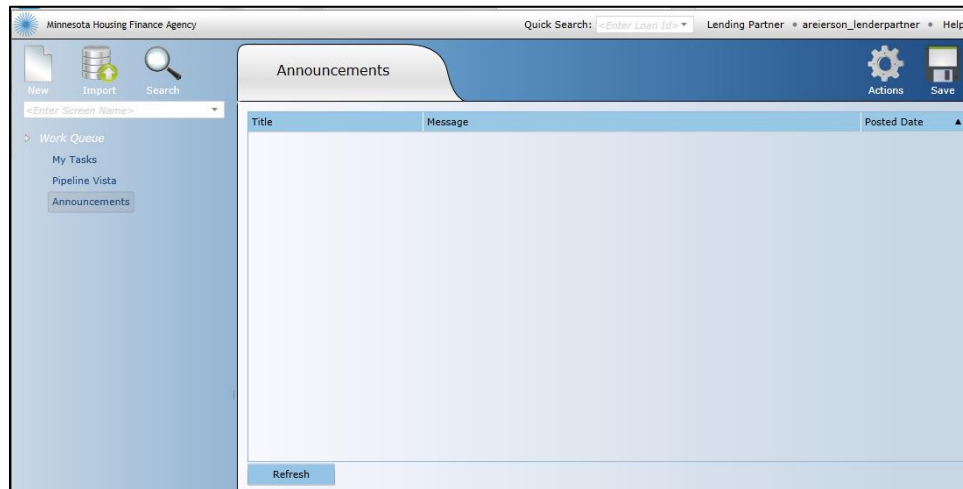 Minnesota Housing Finance Agency Quick Search: <Enter Loan Id> Lending Partner • areierson_lenderpartner • Help
New Import Search Announcements Actions Save
<Enter Screen Name>
Title Message Posted Date
Work Queue
My Tasks
Pipeline Vista
Announcements
Refresh